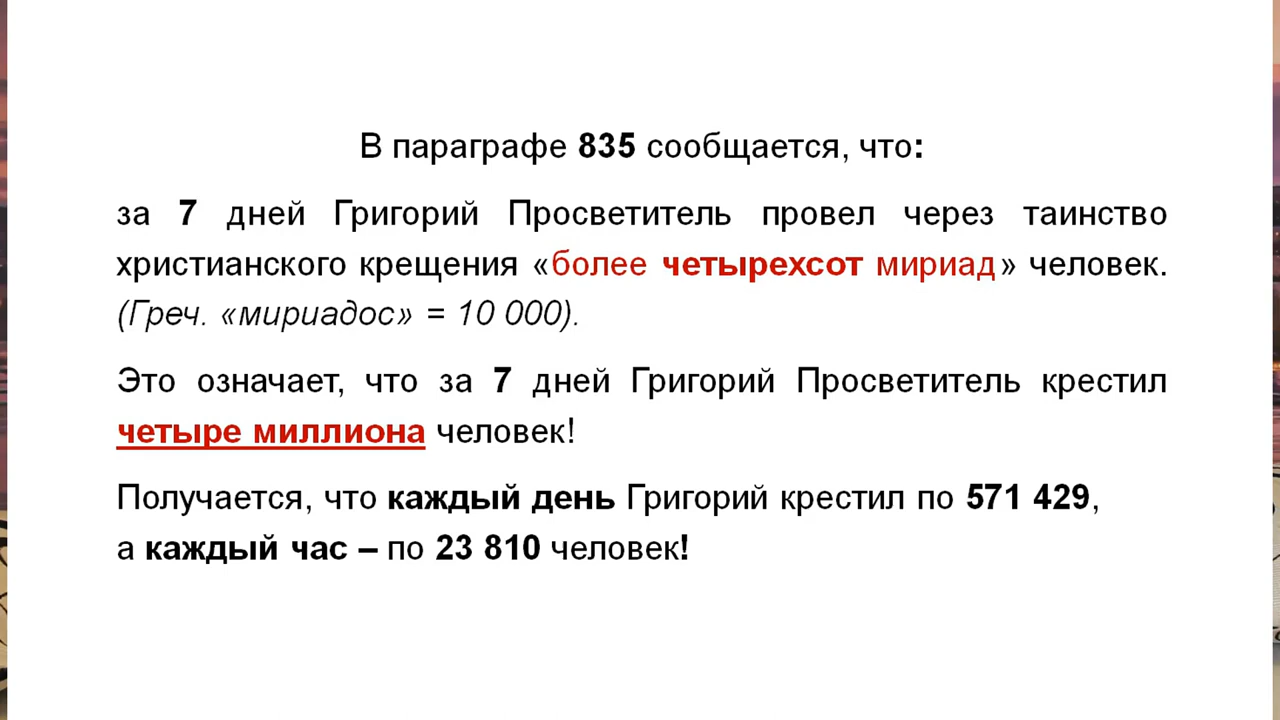 В параграфе 835 сообщается, что:
за 7 дней Григорий Просветитель провел через таинство
христианского крещения «более четырехсот мириад» человек.
(Греч. «мириадос» = 10 000).
Это означает, что за 7 дней Григорий Просветитель крестил
четыре миллиона человек!
Получается, что каждый день Григорий крестил по 571 429,
а каждый час – по 23 810 человек!